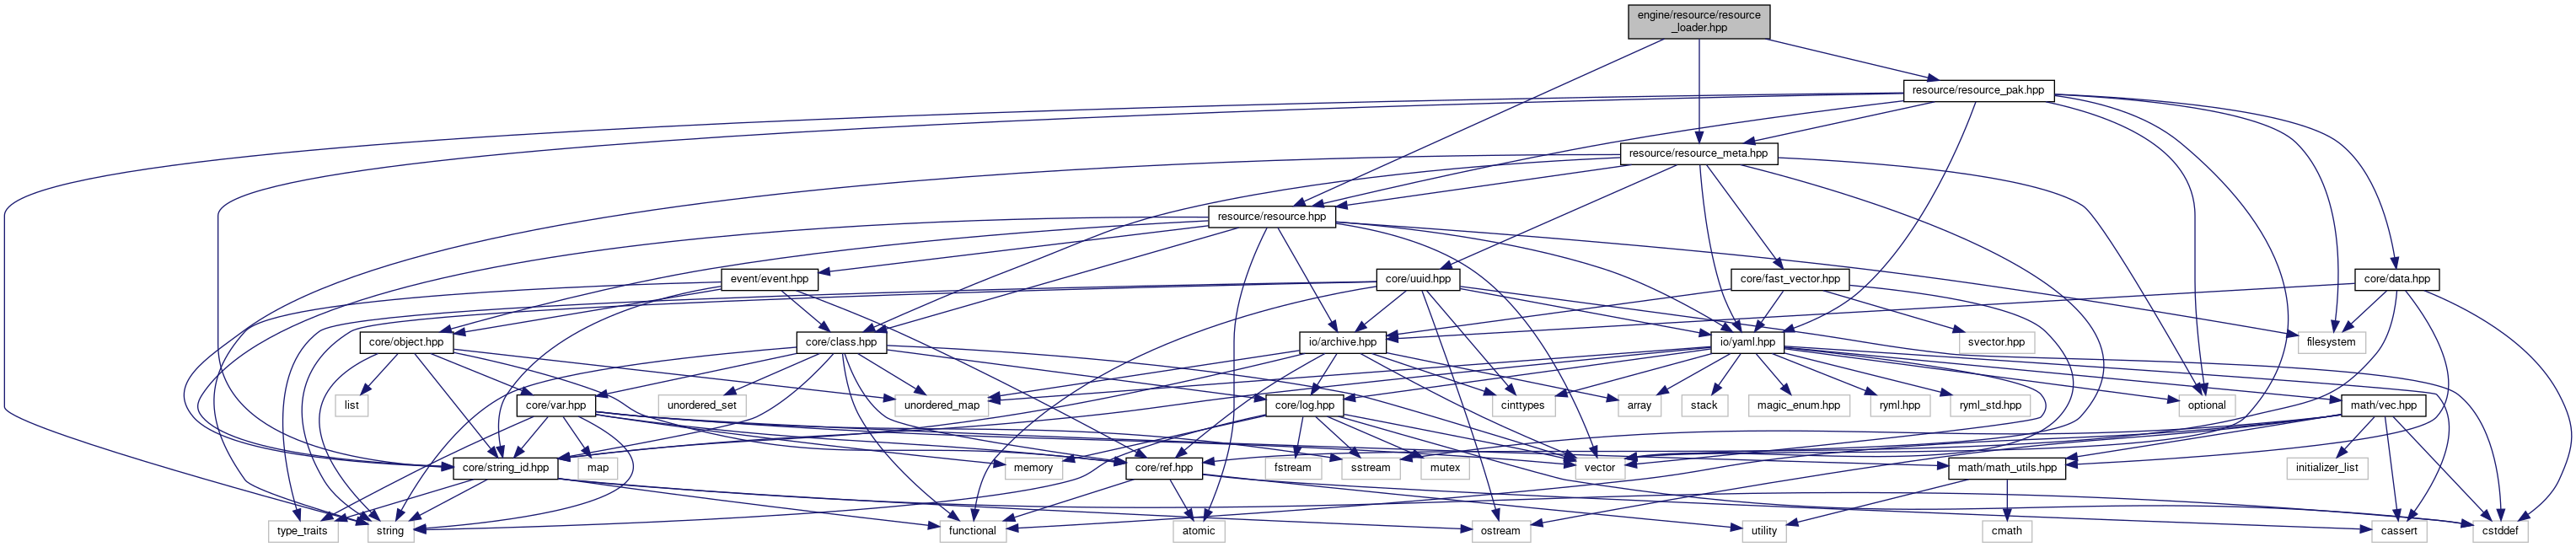 engine/resource/resource
_loader.hpp
resource/resource_pak.hpp
resource/resource_meta.hpp
resource/resource.hpp
event/event.hpp
core/uuid.hpp
core/fast_vector.hpp
core/data.hpp
core/object.hpp
core/class.hpp
io/archive.hpp
io/yaml.hpp
svector.hpp
filesystem
list
core/var.hpp
unordered_set
unordered_map
core/log.hpp
cinttypes
array
stack
magic_enum.hpp
ryml.hpp
ryml_std.hpp
optional
math/vec.hpp
core/string_id.hpp
map
memory
core/ref.hpp
fstream
sstream
mutex
vector
math/math_utils.hpp
initializer_list
type_traits
string
functional
atomic
ostream
utility
cmath
cassert
cstddef